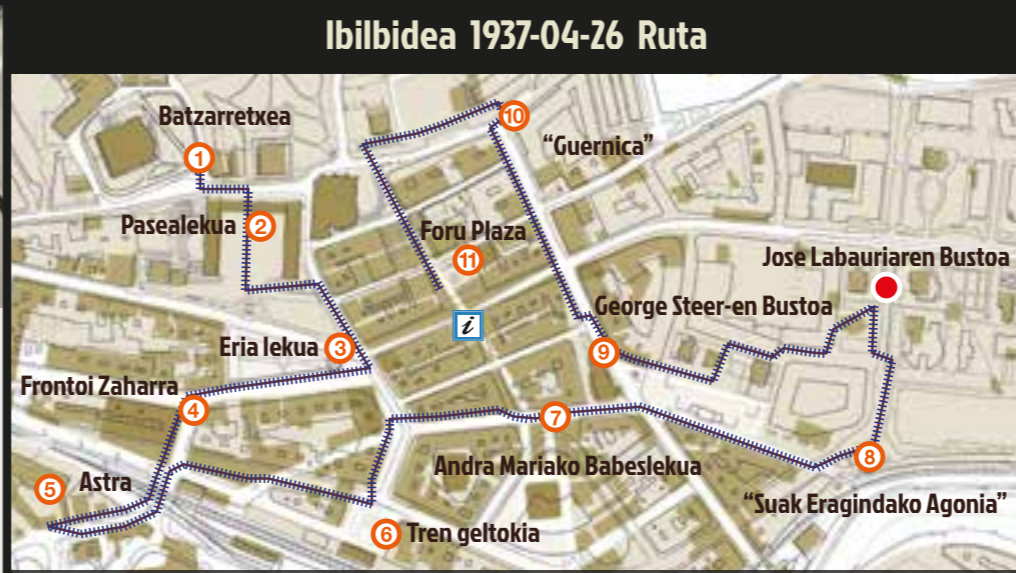 Ibilbidea 1937-04-26 Ruta
Batzarretxea
1
Pasealekua 2
10
"Guernica"
Foru Plaza
11
Jose Labauriaren Bustoa
i
George Steer-en Bustoa
Eria lekua 3
9
Frontoi Zaharra
4
7
Andra Mariako Babeslekua
8
5 Astra
"Suak Eragindako Agonia"
6 Tren geltokia